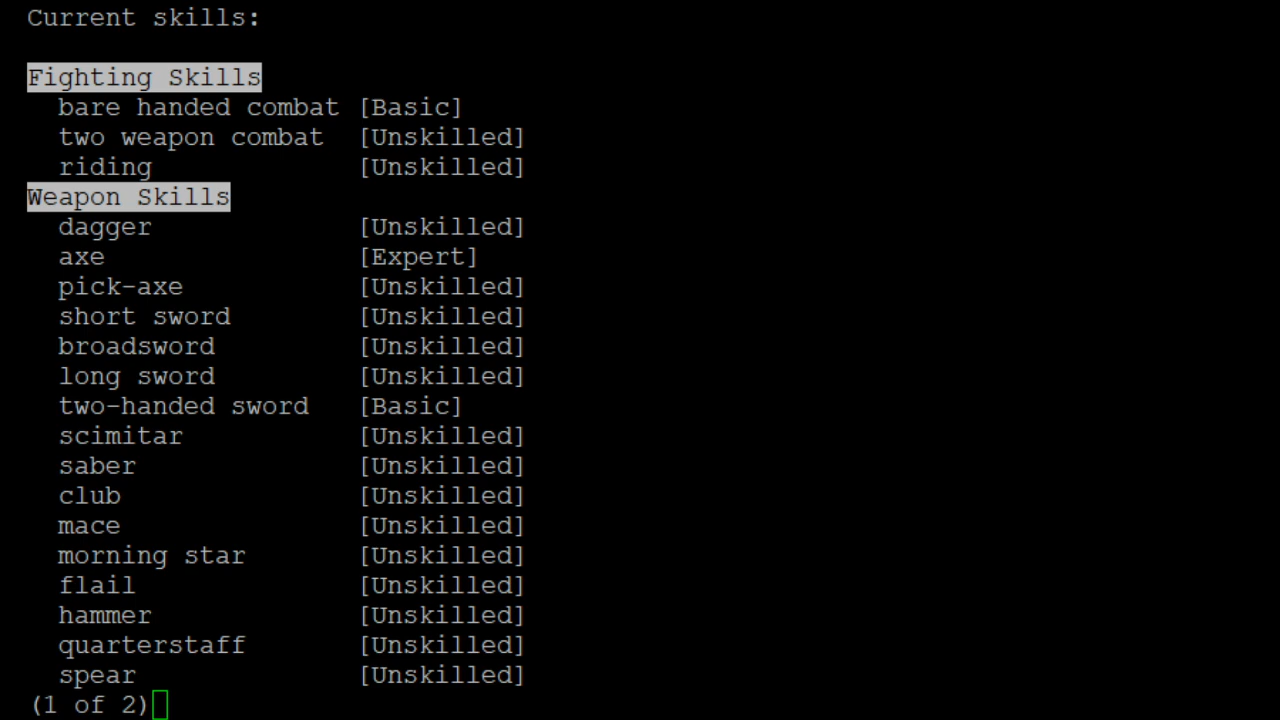 Current skills:
Fighting Skills
bare handed combat [Basic]
two weapon combat [Unskilled]
riding [Unskilled]
Weapon Skills
dagger [Unskilled]
axe [Expert]
pick-axe [Unskilled]
short sword [Unskilled]
broadsword [Unskilled]
long sword [Unskilled]
two-handed sword [Basic]
scimitar [Unskilled]
saber [Unskilled]
club [Unskilled]
mace [Unskilled]
morning star [Unskilled]
flail [Unskilled]
hammer [Unskilled]
quarterstaff [Unskilled]
spear [Unskilled]
(1 of 2)